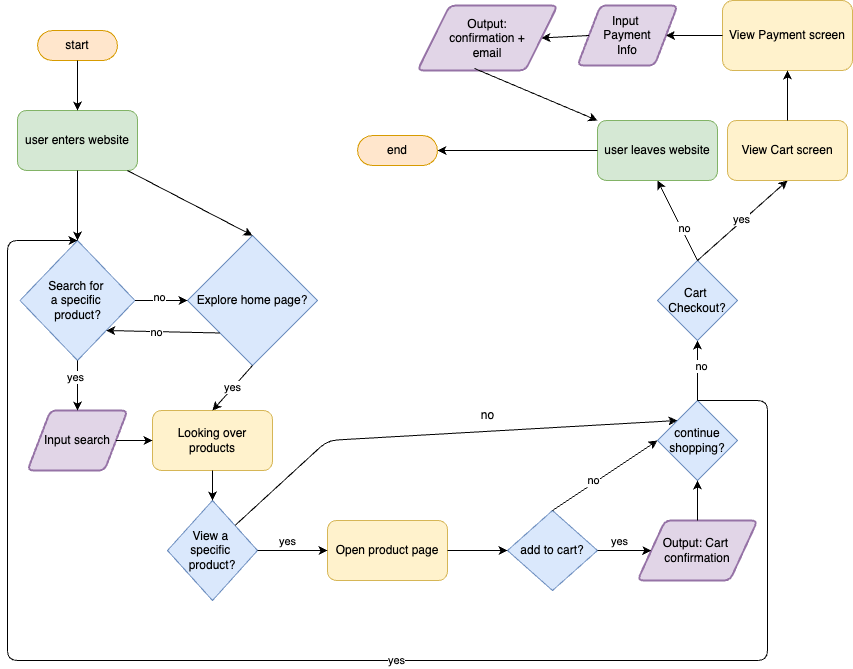 start
Output:
confirmation +
email
Input
Payment
Info
View Payment screen
user enters website
end
user leaves website
View Cart screen
no
yes
Search for
a specific
product?
no
Explore home page?
no
Cart
Checkout?
yes
yes
no
Input search
Looking over
products
no
continue
shopping?
no
View a
specific
product?
yes
Open product page
add to cart?
yes
Output: Cart
confirmation
yes